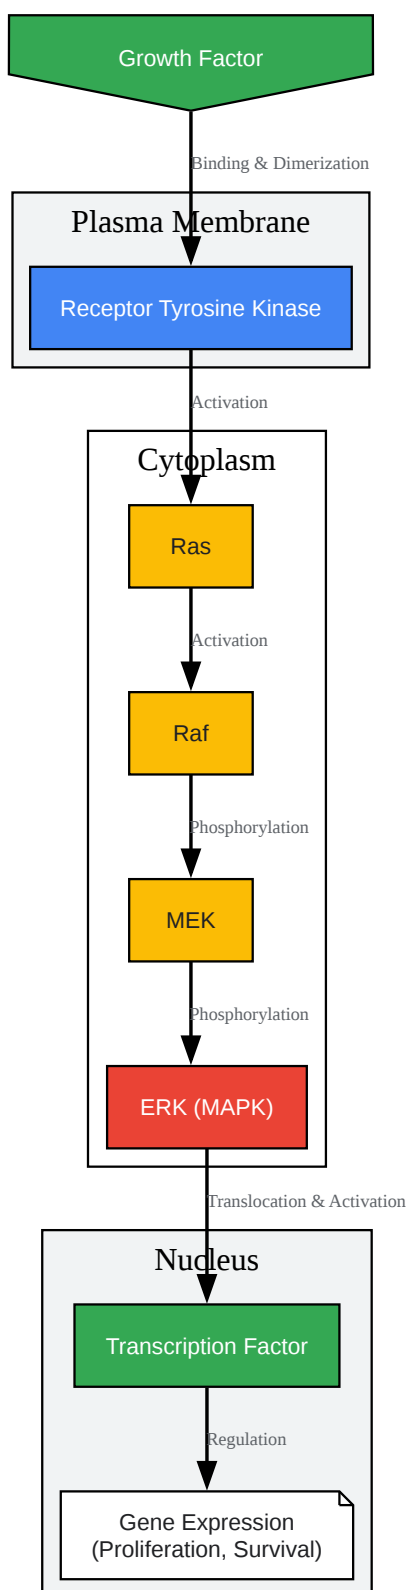 Growth Factor
Binding & Dimerization
Plasma Membrane
Receptor Tyrosine Kinase
Activation
Cytoplasm
Ras
Activation
Raf
Phosphorylation
MEK
Phosphorylation
ERK (MAPK)
Translocation & Activation
Nucleus
Transcription Factor
Regulation
Gene Expression
(Proliferation, Survival)